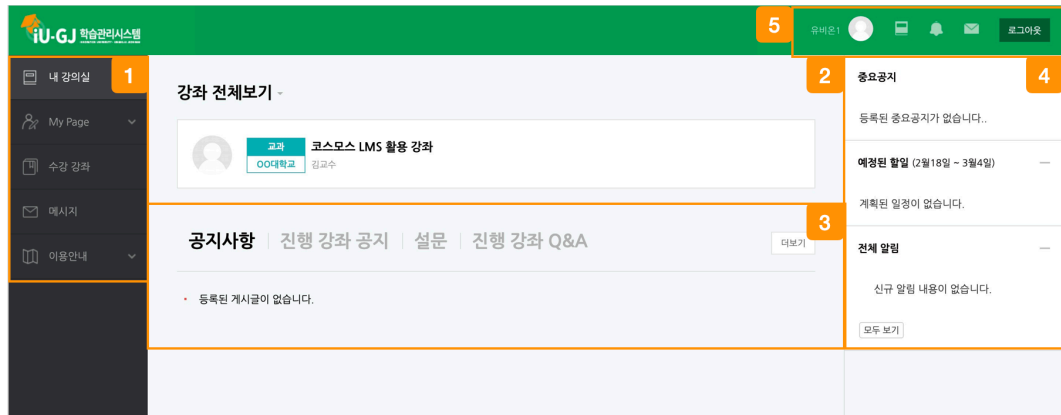 iU-GJ 학습관리시스템
5
유비온1
로그아웃
내 강의실
1
My Page
수강 강좌
메시지
이용안내
강좌 전체보기
2
교과
OO대학교
코스모스 LMS 활용 강좌
김교수
공지사항
진행 강좌 공지
설문
진행 강좌 Q&A
더보기
3
등록된 게시글이 없습니다.
중요공지
4
등록된 중요공지가 없습니다..
예정된 할일 (2월18일 ~ 3월4일)
계획된 일정이 없습니다.
전체 알림
신규 알림 내용이 없습니다.
모두 보기